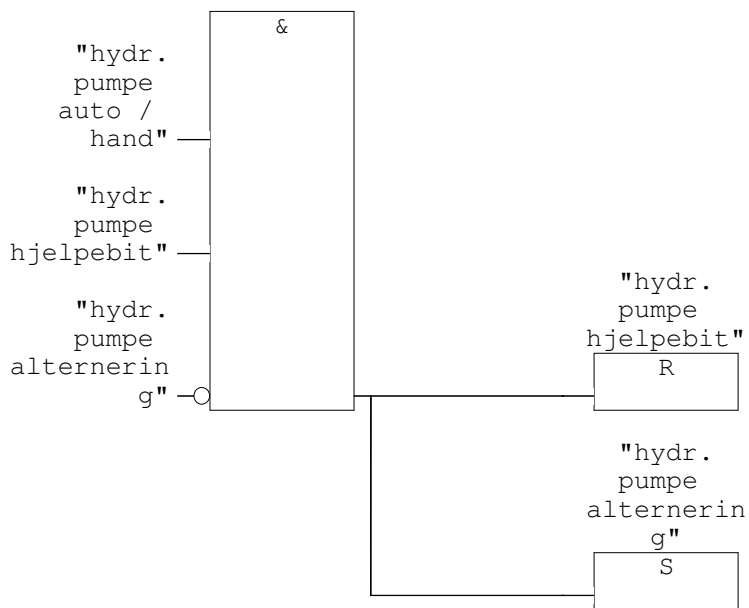 &
"hydr.
pumpe
auto /
hand"
"hydr.
pumpe
hjelpebit"
"hydr.
pumpe
alternerin
g"
"hydr.
pumpe
hjelpebit"
R
"hydr.
pumpe
alternerin
g"
S